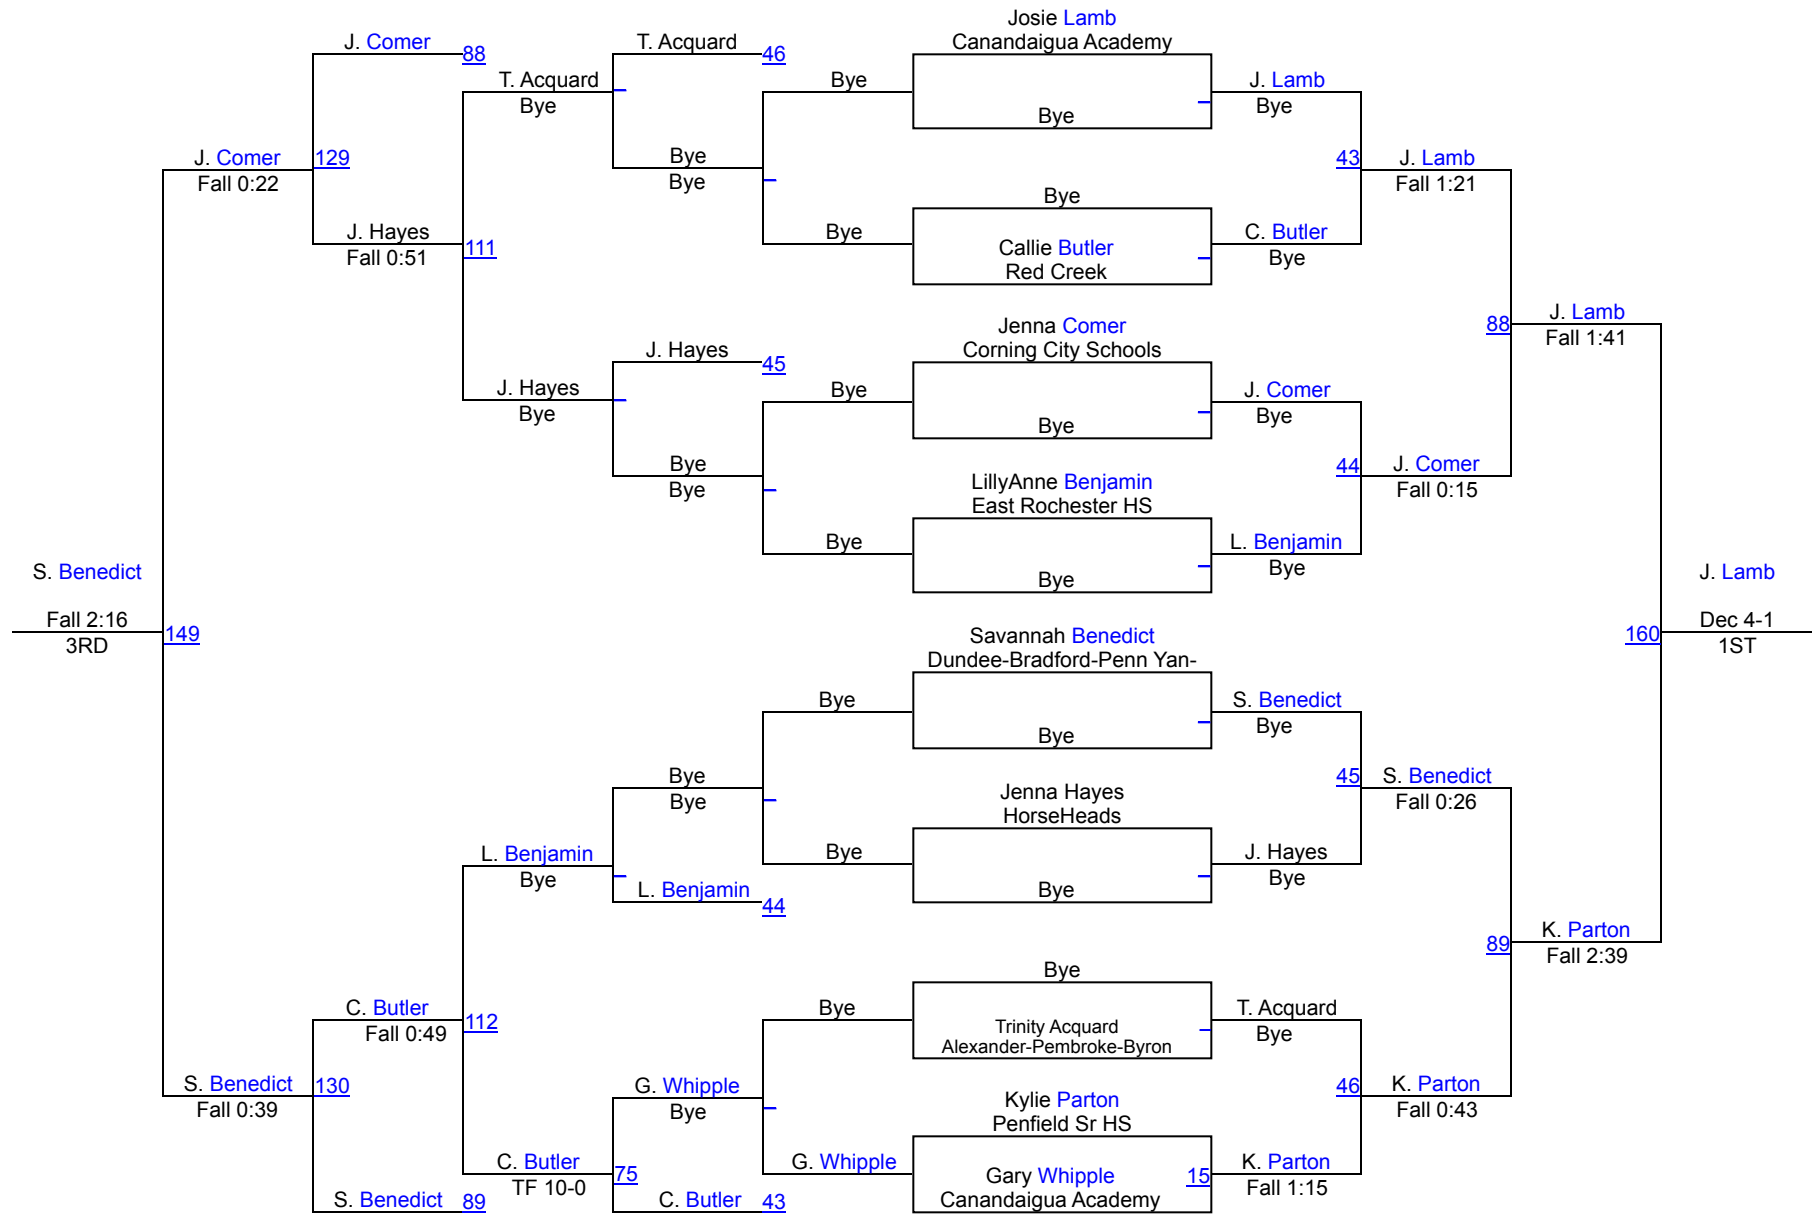 Josie Lamb
J. Comer
88
T. Acquard
46
Canandaigua Academy
T. Acquard
Bye
Bye
J. Lamb
Bye
Bye
Bye
J. Comer
129
Fall 0:22
Bye
Bye
43
J. Lamb
Fall 1:21
Bye
J. Hayes
Fall 0:51
111
Bye
Callie Butler
Red Creek
C. Butler
Bye
J. Hayes
45
Jenna Comer
Corning City Schools
88
J. Lamb
Fall 1:41
J. Hayes
Bye
Bye
Bye
J. Comer
Bye
Bye
Bye
44
J. Comer
Fall 0:15
LillyAnne Benjamin
East Rochester HS
Bye
L. Benjamin
Bye
Bye
S. Benedict
Fall 2:16
3RD
149
J. Lamb
160
Dec 4-1
1ST
Savannah Benedict
Dundee-Bradford-Penn Yan-
Bye
Bye
S. Benedict
Bye
Bye
Bye
45
S. Benedict
Fall 0:26
Jenna Hayes
HorseHeads
L. Benjamin
Bye
Bye
Bye
J. Hayes
Bye
L. Benjamin
44
89
K. Parton
Fall 2:39
Bye
C. Butler
Fall 0:49
112
Bye
Trinity Acquard
Alexander-Pembroke-Byron
T. Acquard
Bye
S. Benedict
130
Fall 0:39
G. Whipple
Bye
46
K. Parton
Fall 0:43
Kylie Parton
Penfield Sr HS
C. Butler
TF 10-0
75
G. Whipple
Gary Whipple
15
Canandaigua Academy
K. Parton
Fall 1:15
S. Benedict
89
C. Butler
43